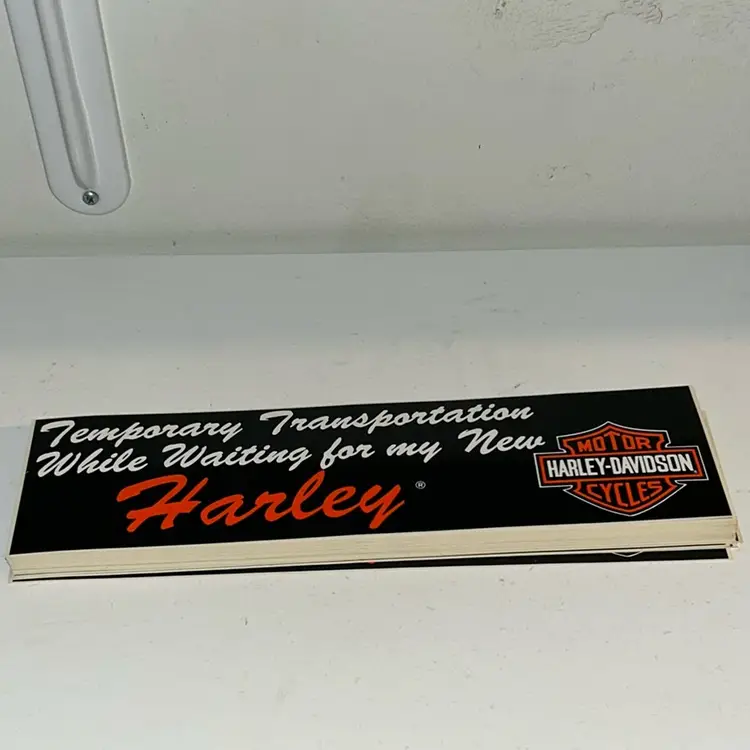 Temporary Transportation
While Waiting for my New
Harley®
MOTOR
HARLEY-DAVIDSON
CYCLES